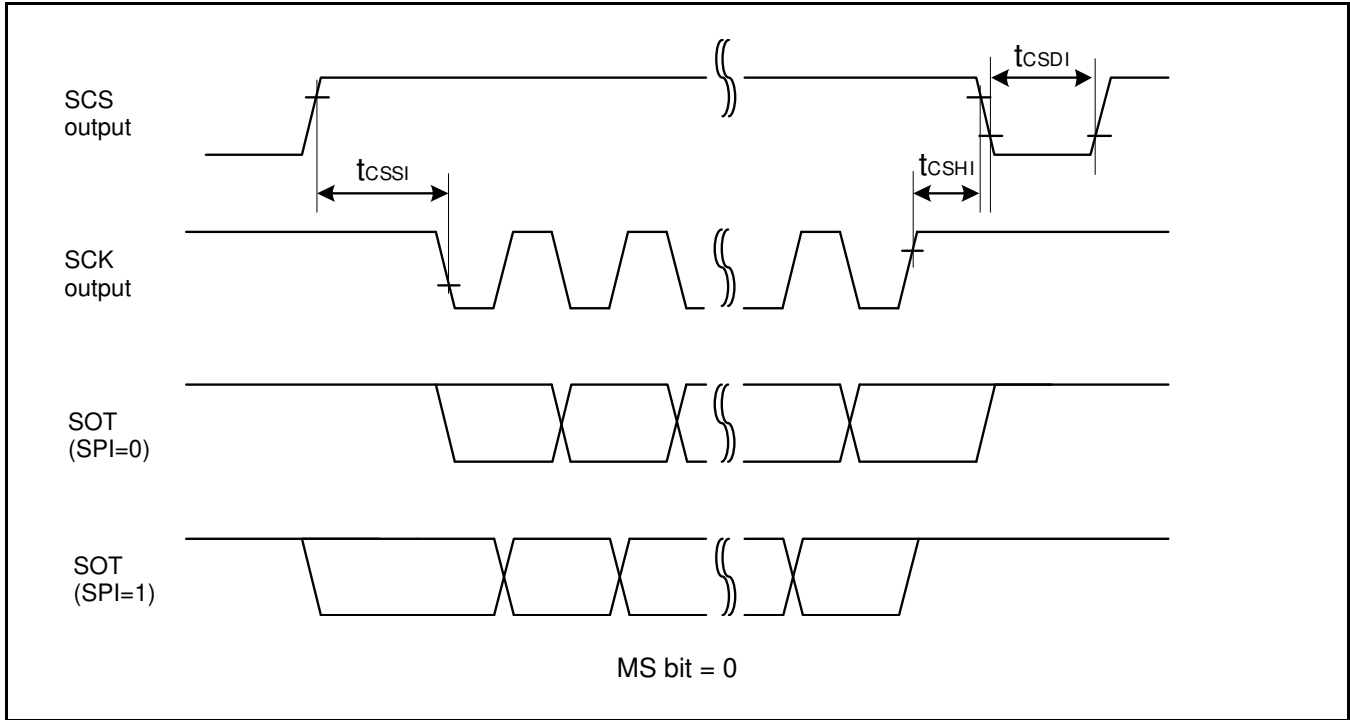 SCS
output
tCSDI
tCSSI
tCSHI
SCK
output
SOT
(SPI=0)
SOT
(SPI=1)
MS bit = 0